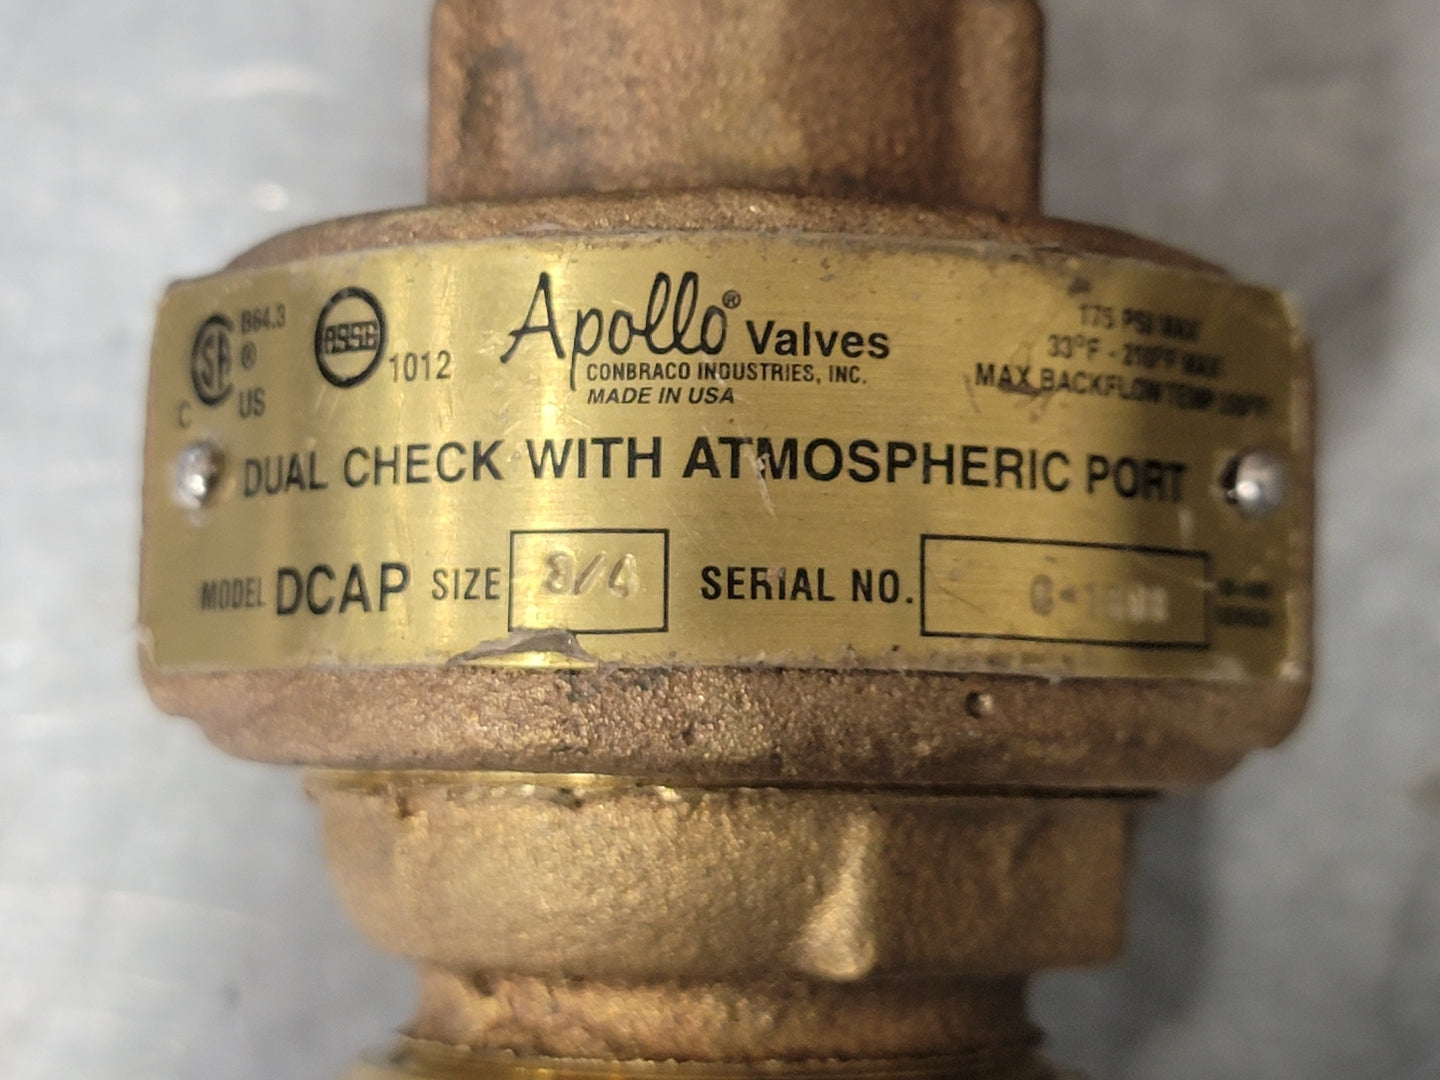 B64.3
SA ®
C US
ASSE
1012
Apollo® Valves
CONBRACO INDUSTRIES, INC.
MADE IN USA
175 PSI MAX
33°F - 210°F MAX
MAX BACKFLOW TEMP
DUAL CHECK WITH ATMOSPHERIC PORT
MODEL DCAP SIZE 3/4 SERIAL NO.